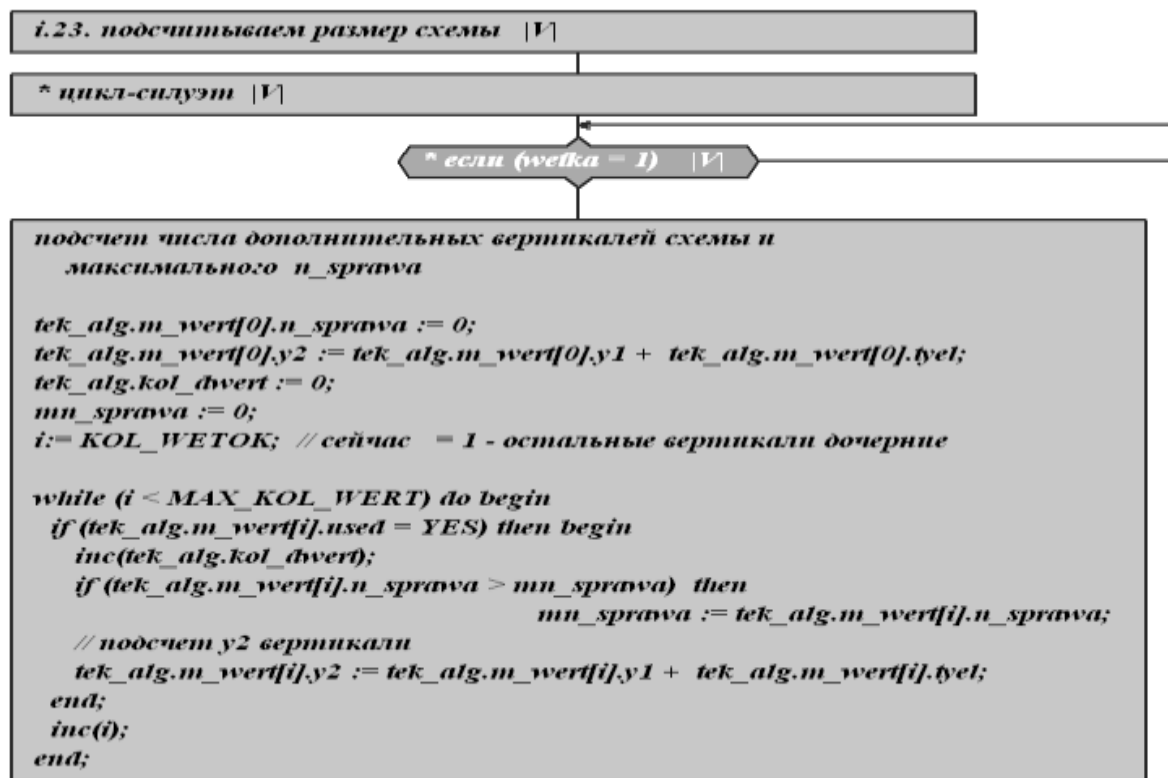 i.23. подсчитываем размер схемы |V|
* цикл-силуэт |V|
* если (wetka = 1) |V|
подсчет числа дополнительных вертикалей схемы и
максимального n_sprawa
tek_alg.m_wert[0].n_sprawa := 0;
tek_alg.m_wert[0].y2 := tek_alg.m_wert[0].y1 + tek_alg.m_wert[0].tyel;
tek_alg.kol_dwert := 0;
mn_sprawa := 0;
i:= KOL_WETOK; // сейчас = 1 - остальные вертикали дочерние
while (i < MAX_KOL_WERT) do begin
if (tek_alg.m_wert[i].used = YES) then begin
inc(tek_alg.kol_dwert);
if (tek_alg.m_wert[i].n_sprawa > mn_sprawa) then
mn_sprawa := tek_alg.m_wert[i].n_sprawa;
// подсчет y2 вертикали
tek_alg.m_wert[i].y2 := tek_alg.m_wert[i].y1 + tek_alg.m_wert[i].tyel;
end;
inc(i);
end;